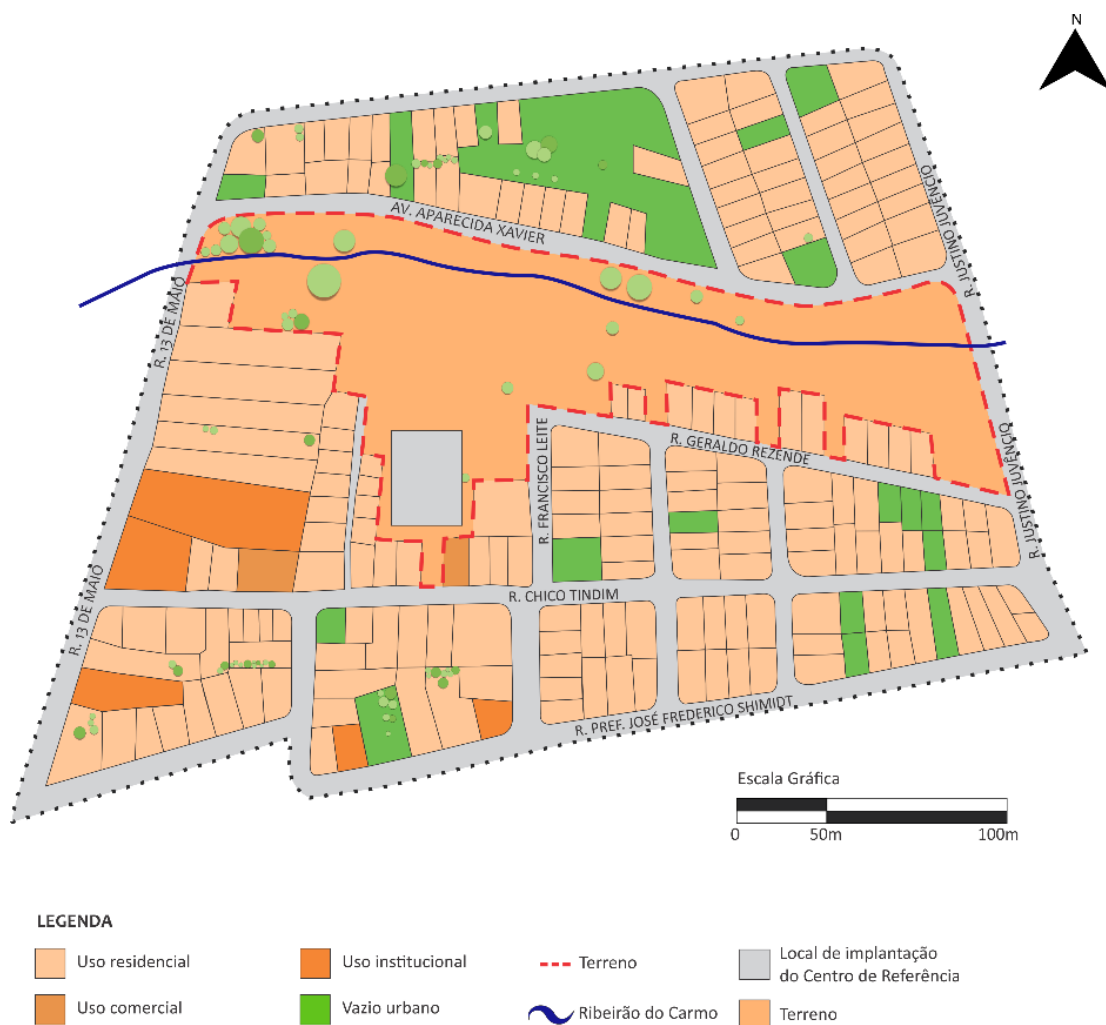 N
AV. APARECIDA XAVIER
R. JUSTINO JUVÊNCIO
R. 13 DE MAIO
R. FRANCISCO LEITE
R. GERALDO REZENDE
R. JUSTINO JUVÊNCIO
R. CHICO TINDIM
R. 13 DE MAIO
R. PREF. JOSÉ FREDERICO SHIMIDT
Escala Gráfica
0 50m 100m
LEGENDA
Uso residencial
Uso comercial
Uso institucional
Vazio urbano
Terreno
Ribeirão do Carmo
Local de implantação
do Centro de Referência
Terreno